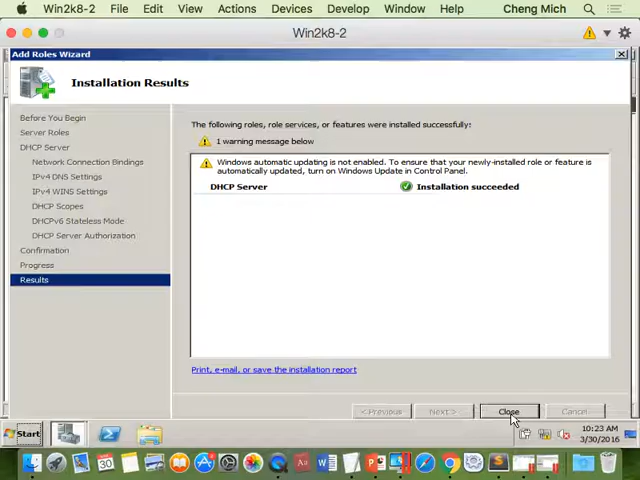 Win2k8-2 File Edit View Actions Devices Develop Window Help Cheng Mich
Win2k8-2
Add Roles Wizard
Installation Results
Before You Begin
Server Roles
DHCP Server
Network Connection Bindings
IPv4 DNS Settings
IPv4 WINS Settings
DHCP Scopes
DHCPv6 Stateless Mode
DHCP Server Authorization
Confirmation
Progress
Results
The following roles, role services, or features were installed successfully:
1 warning message below
Windows automatic updating is not enabled. To ensure that your newly-installed role or feature is
automatically updated, turn on Windows Update in Control Panel.
DHCP Server Installation succeeded
Print, e-mail, or save the installation report
< Previous Next > Close Cancel
Start
10:23 AM
3/30/2016
30